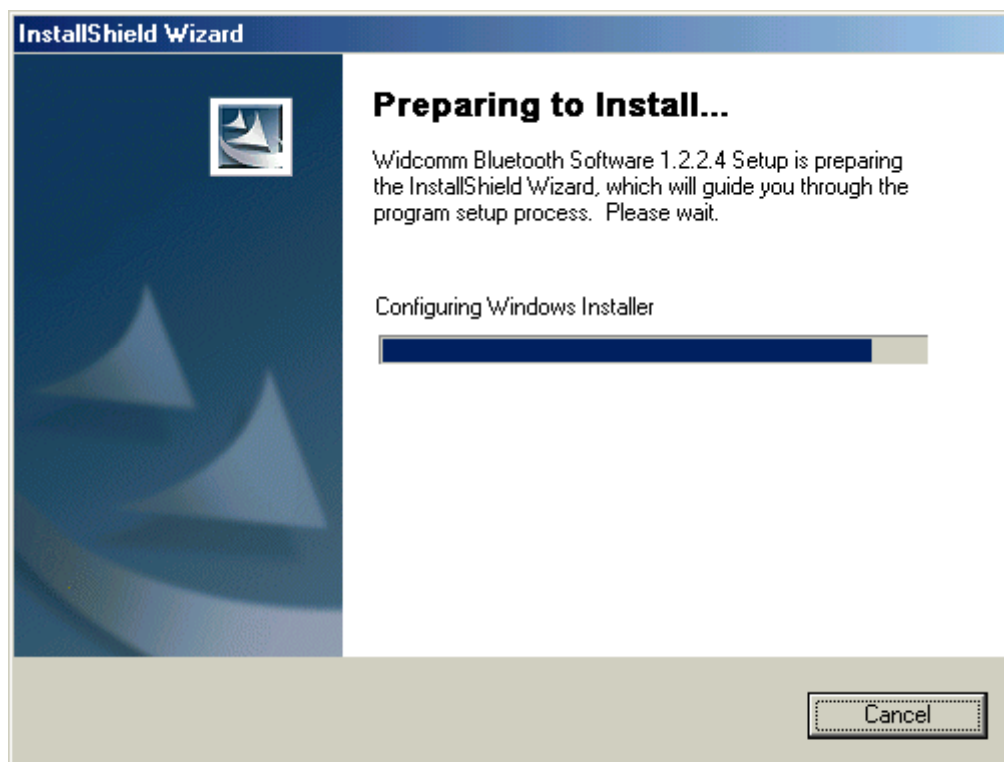 InstallShield Wizard
Preparing to Install...
Widcomm Bluetooth Software 1.2.2.4 Setup is preparing
the InstallShield Wizard, which will guide you through the
program setup process.  Please wait.
Configuring Windows Installer
Cancel